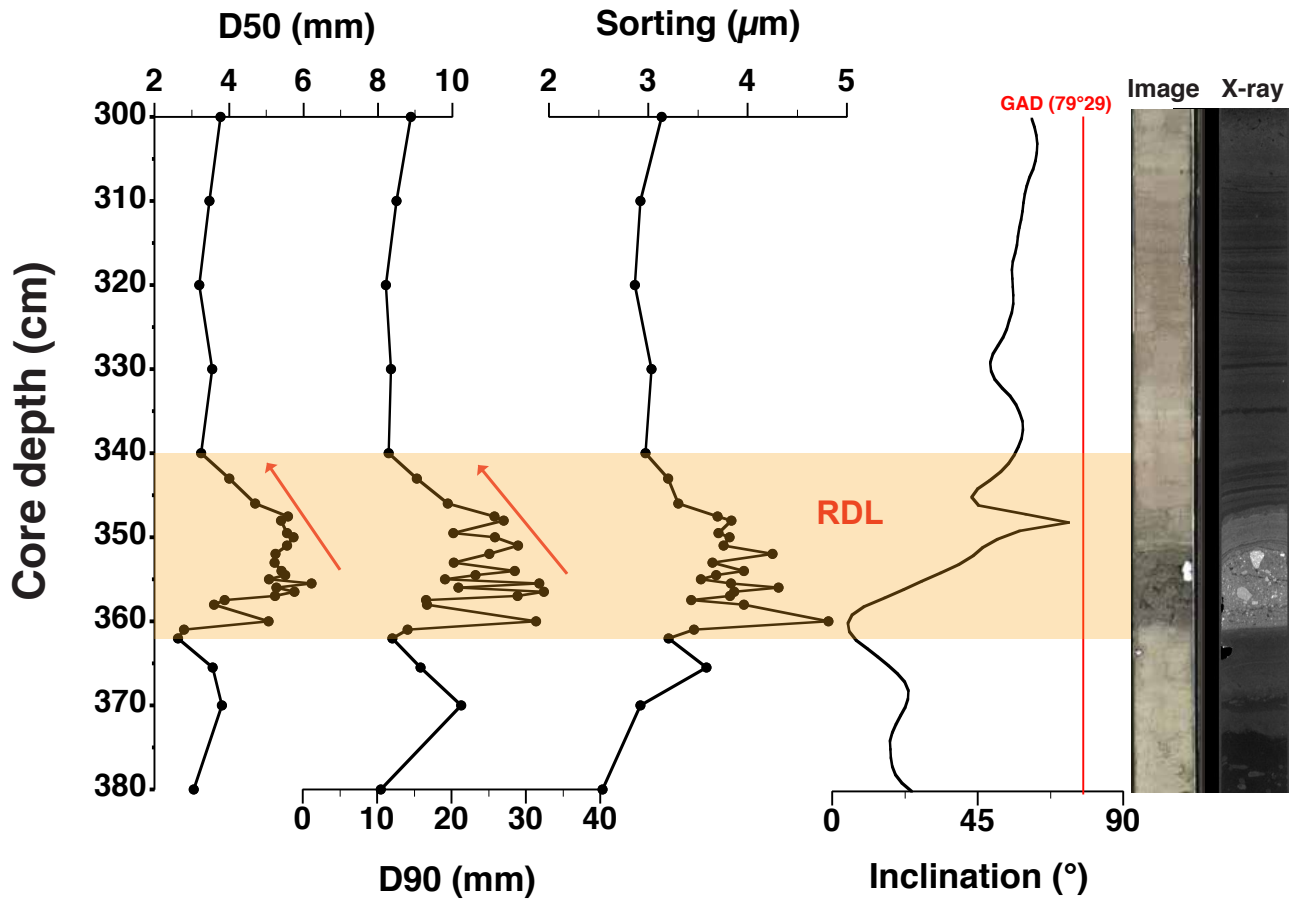 D50 (mm) Sorting (µm)
2 4 6 8 10 2 3 4 5
Image X-ray
GAD (79°29)
300
310
320
330
340
350
360
370
380
Core depth (cm)
RDL
0 10 20 30 40 0 45 90
D90 (mm) Inclination (°)